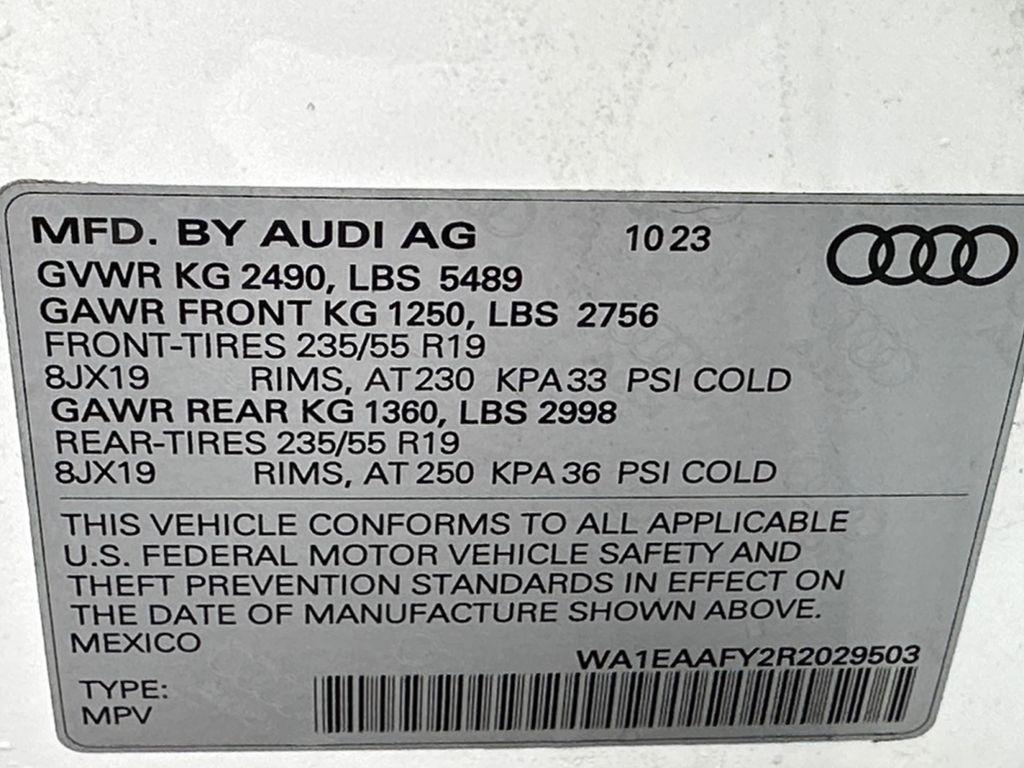 MFD. BY AUDI AG 10 23
GVWR KG 2490, LBS 5489
GAWR FRONT KG 1250, LBS 2756
FRONT-TIRES 235/55 R19
8JX19 RIMS, AT 230 KPA 33 PSI COLD
GAWR REAR KG 1360, LBS 2998
REAR-TIRES 235/55 R19
8JX19 RIMS, AT 250 KPA 36 PSI COLD
THIS VEHICLE CONFORMS TO ALL APPLICABLE
U.S. FEDERAL MOTOR VEHICLE SAFETY AND
THEFT PREVENTION STANDARDS IN EFFECT ON
THE DATE OF MANUFACTURE SHOWN ABOVE.
MEXICO
WA1EAAFY2R2029503
TYPE:
MPV